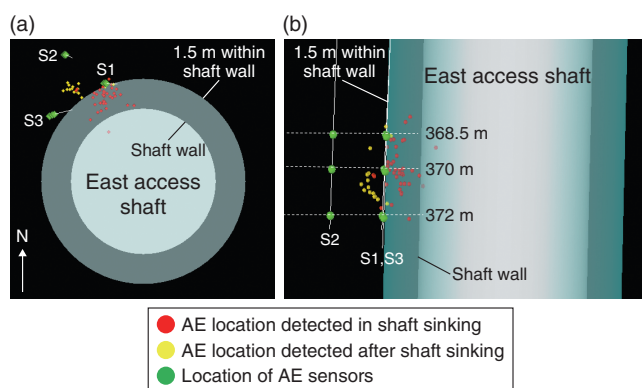 (a)
S2
S1
1.5 m within
shaft wall
S3
Shaft wall
East access
shaft
N
(b)
1.5 m within
shaft wall
East access shaft
368.5 m
370 m
372 m
S2
S1,S3
Shaft wall
AE location detected in shaft sinking
AE location detected after shaft sinking
Location of AE sensors